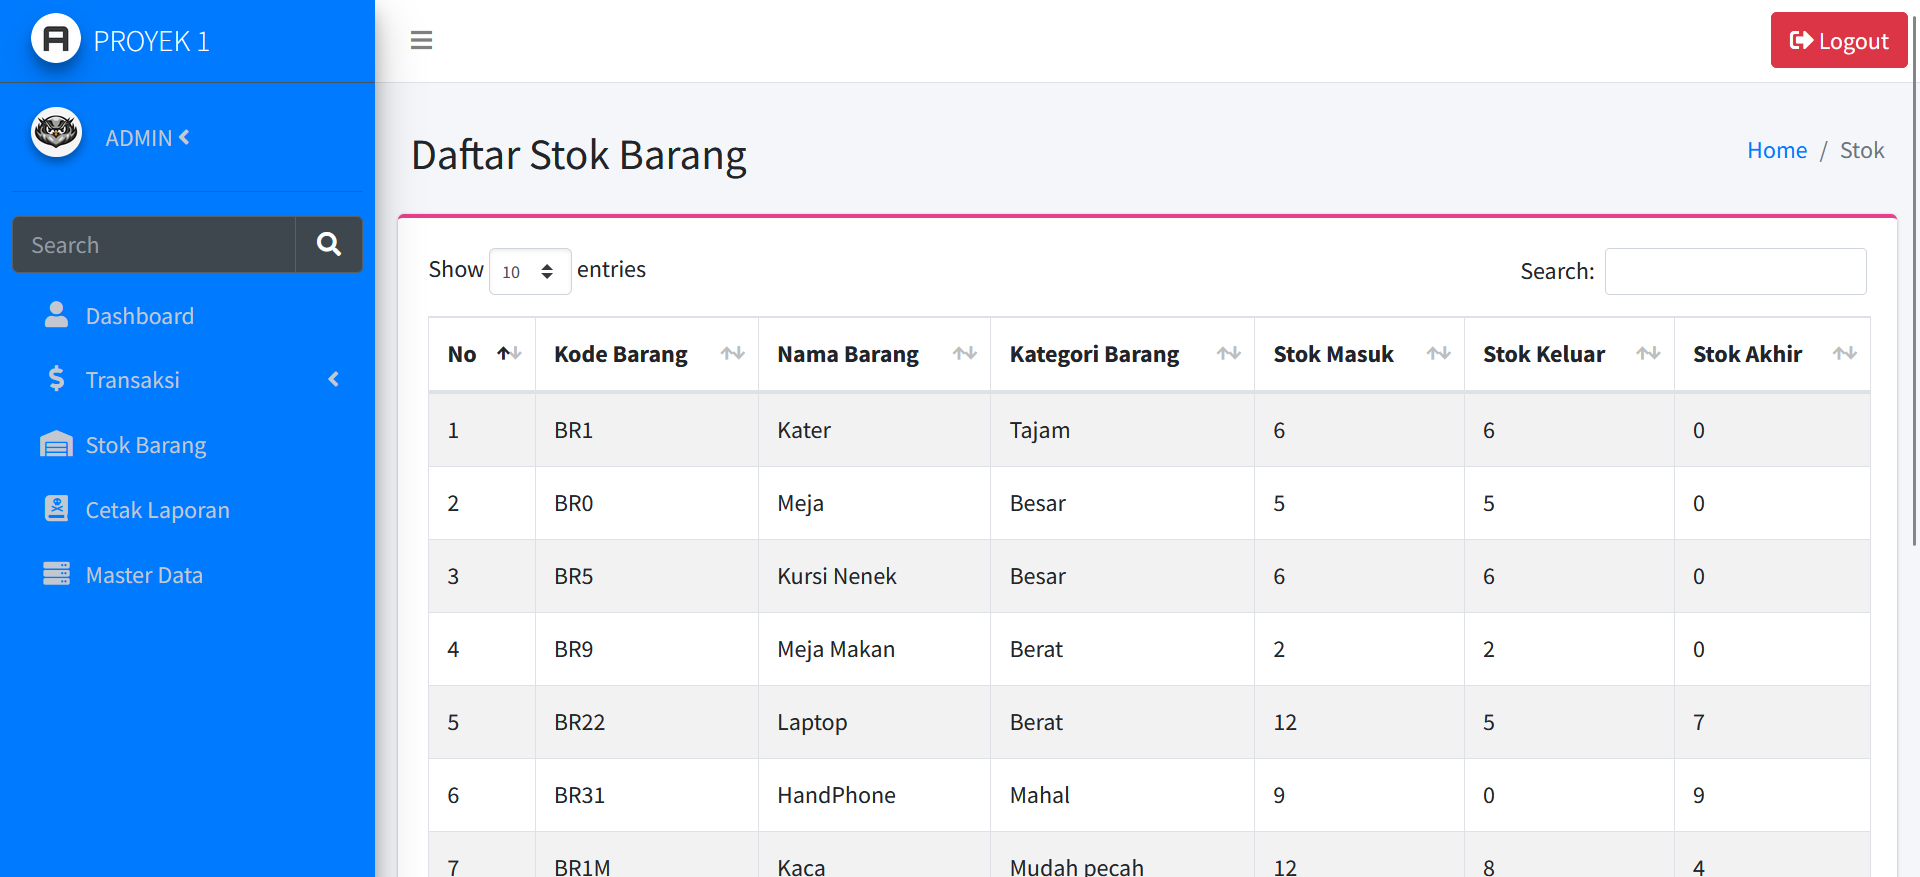 PROYEK 1
Logout
ADMIN
Daftar Stok Barang
Home / Stok
Search
Dashboard
Transaksi
Stok Barang
Cetak Laporan
Master Data
Show 10 entries
Search:
No Kode Barang Nama Barang Kategori Barang Stok Masuk Stok Keluar Stok Akhir
1 BR1 Kater Tajam 6 6 0
2 BR0 Meja Besar 5 5 0
3 BR5 Kursi Nenek Besar 6 6 0
4 BR9 Meja Makan Berat 2 2 0
5 BR22 Laptop Berat 12 5 7
6 BR31 HandPhone Mahal 9 0 9
7 BR1M Kaca Mudah pecah 12 8 4